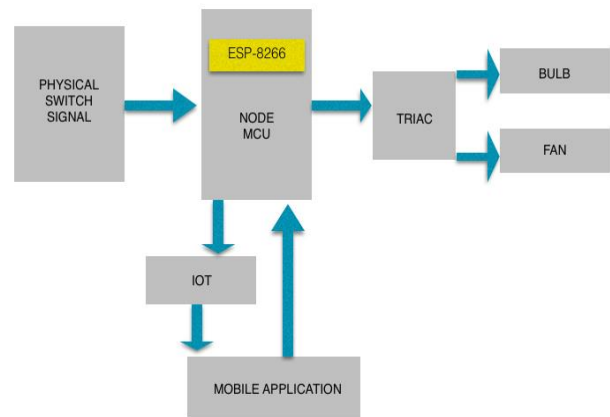 PHYSICAL
SWITCH
SIGNAL
ESP-8266
NODE
MCU
TRIAC
BULB
FAN
IOT
MOBILE APPLICATION